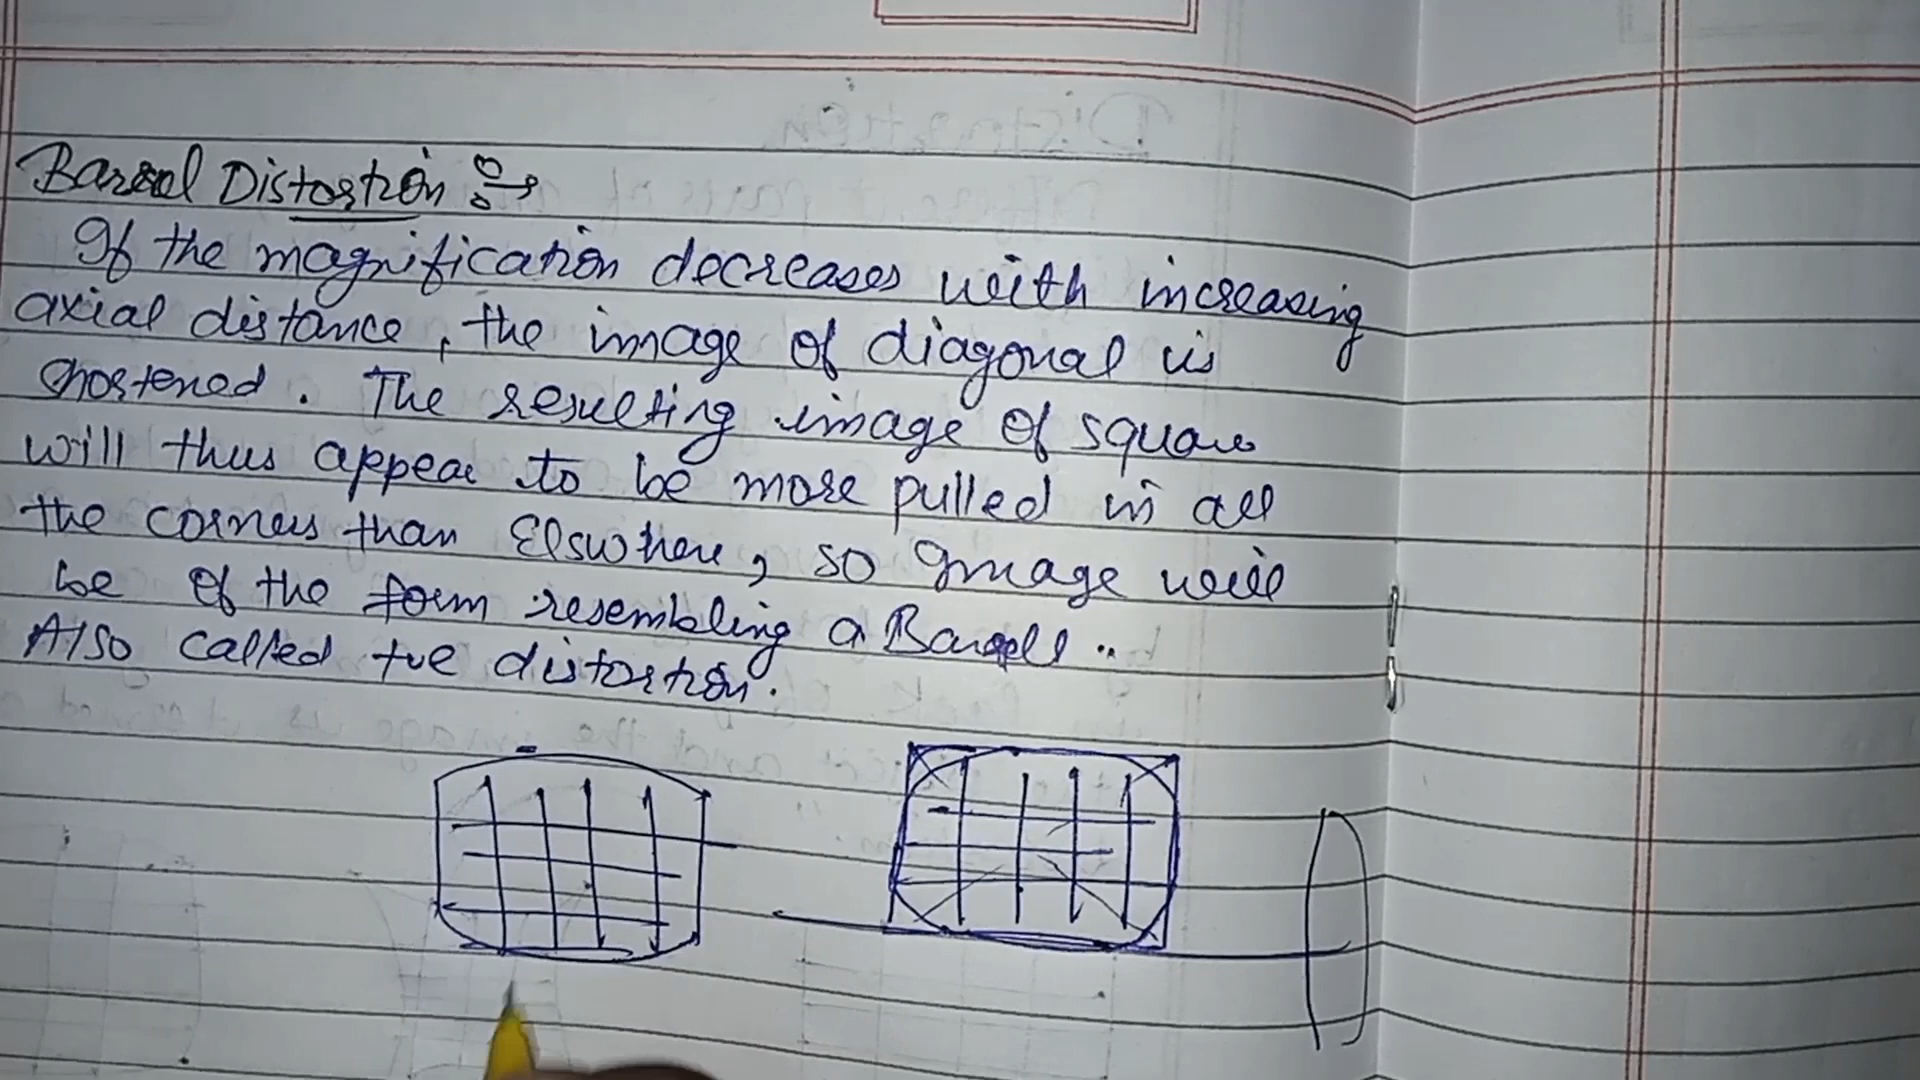 Barrel Distortion :→
If the magnification decreases with increasing
axial distance, the image of diagonal is
shortened. The resulting image of square
will thus appear to be more pulled in all
the corners than Elswhere, so Image will
be of the form resembling a Barrell ..
Also called +ve distortion.